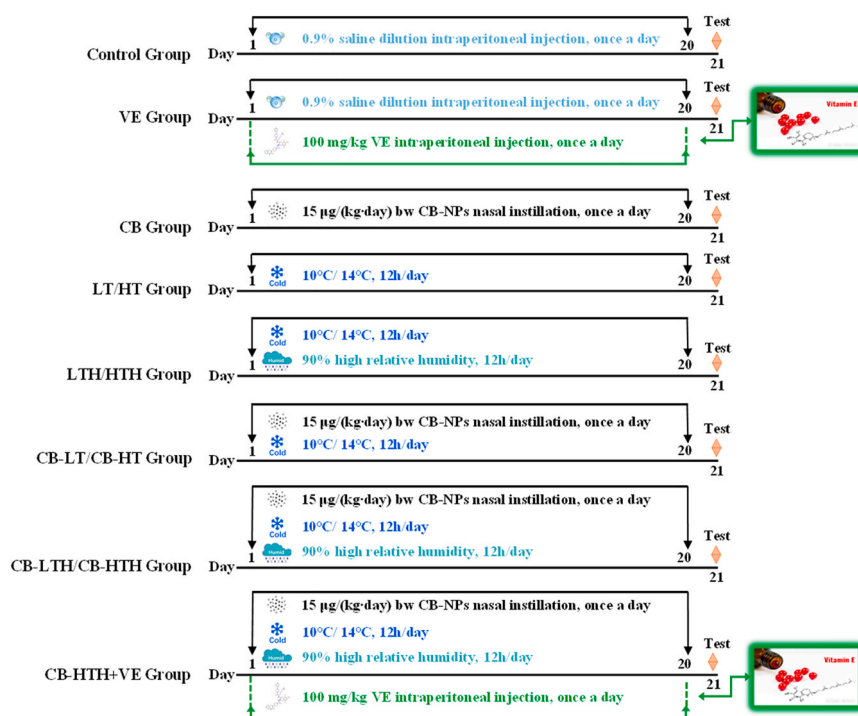 Test
1 0.9% saline dilution intraperitoneal injection, once a day 20
Control Group Day
21
Test
1 0.9% saline dilution intraperitoneal injection, once a day 20
VE Group Day
21
100 mg/kg VE intraperitoneal injection, once a day
Vitamin E
Test
1 15 μg/(kg·day) bw CB-NPs nasal instillation, once a day 20
CB Group Day
21
Test
10°C/ 14°C, 12h/day
1 Cold 20
LT/HT Group Day
21
10°C/ 14°C, 12h/day
Cold
Test
1 Humid 90% high relative humidity, 12h/day 20
LTH/HTH Group Day
21
15 μg/(kg·day) bw CB-NPs nasal instillation, once a day
Test
10°C/ 14°C, 12h/day
1 Cold 20
CB-LT/CB-HT Group Day
21
15 μg/(kg·day) bw CB-NPs nasal instillation, once a day
10°C/ 14°C, 12h/day
Cold
Test
1 Humid 90% high relative humidity, 12h/day 20
CB-LTH/CB-HTH Group Day
21
15 μg/(kg·day) bw CB-NPs nasal instillation, once a day
10°C/ 14°C, 12h/day
Cold
Test
1 Humid 90% high relative humidity, 12h/day 20
CB-HTH+VE Group Day
21
100 mg/kg VE intraperitoneal injection, once a day
Vitamin E